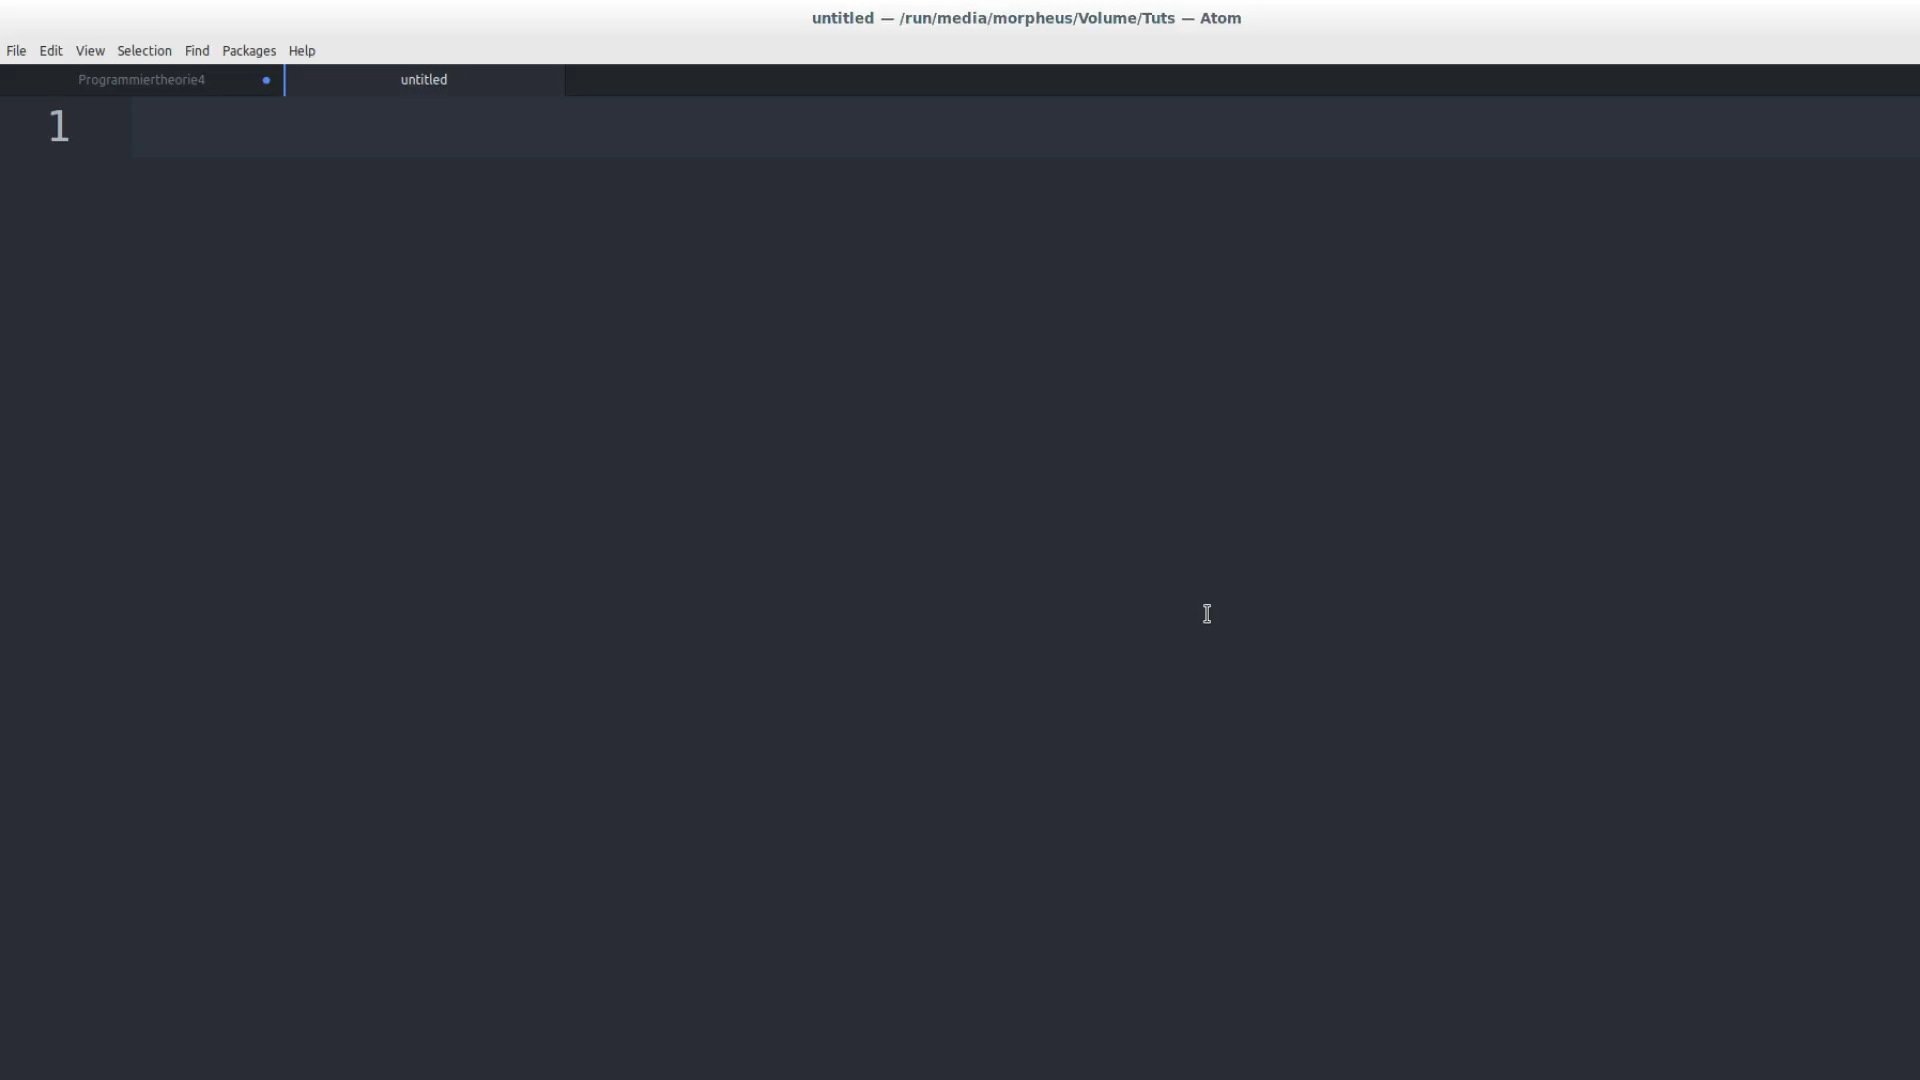 untitled — /run/media/morpheus/Volume/Tuts — Atom
File Edit View Selection Find Packages Help
Programmiertheorie4 untitled
1